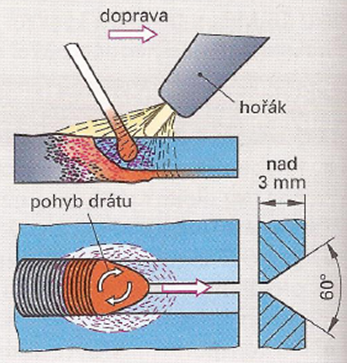 doprava
hořák
nad
3 mm
pohyb drátu
60°